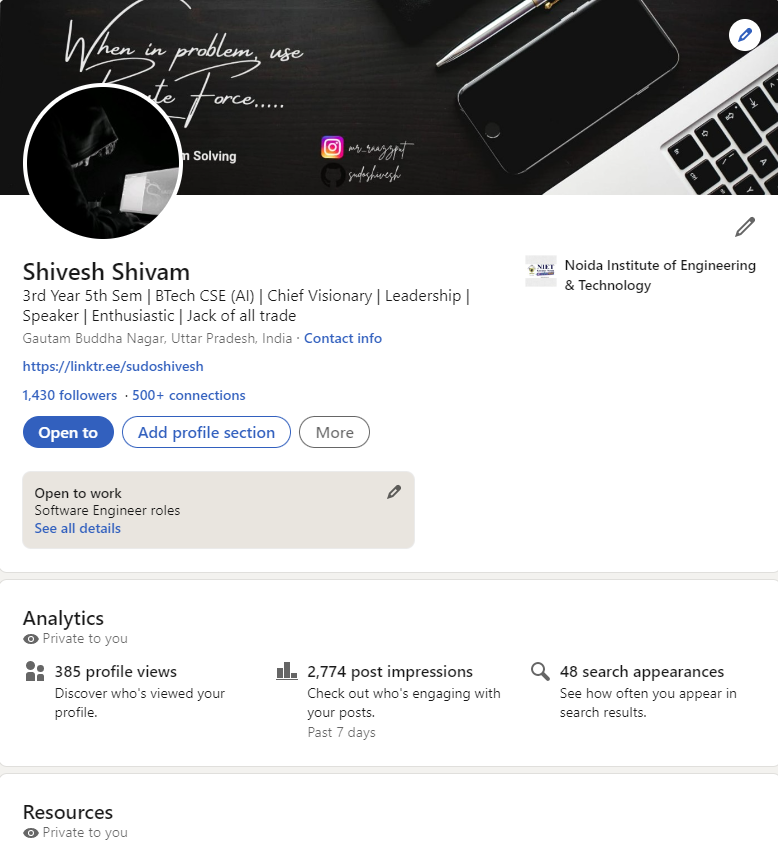 When in problem, use
Force.....
Solving
mr_raazzput
sudoshivesh
Shivesh Shivam
Noida Institute of Engineering
& Technology
3rd Year 5th Sem | BTech CSE (AI) | Chief Visionary | Leadership |
Speaker | Enthusiastic | Jack of all trade
Gautam Buddha Nagar, Uttar Pradesh, India · Contact info
https://linktr.ee/sudoshivesh
1,430 followers · 500+ connections
Open to
Add profile section
More
Open to work
Software Engineer roles
See all details
Analytics
Private to you
385 profile views
Discover who's viewed your
profile.
2,774 post impressions
Check out who's engaging with
your posts.
Past 7 days
48 search appearances
See how often you appear in
search results.
Resources
Private to you